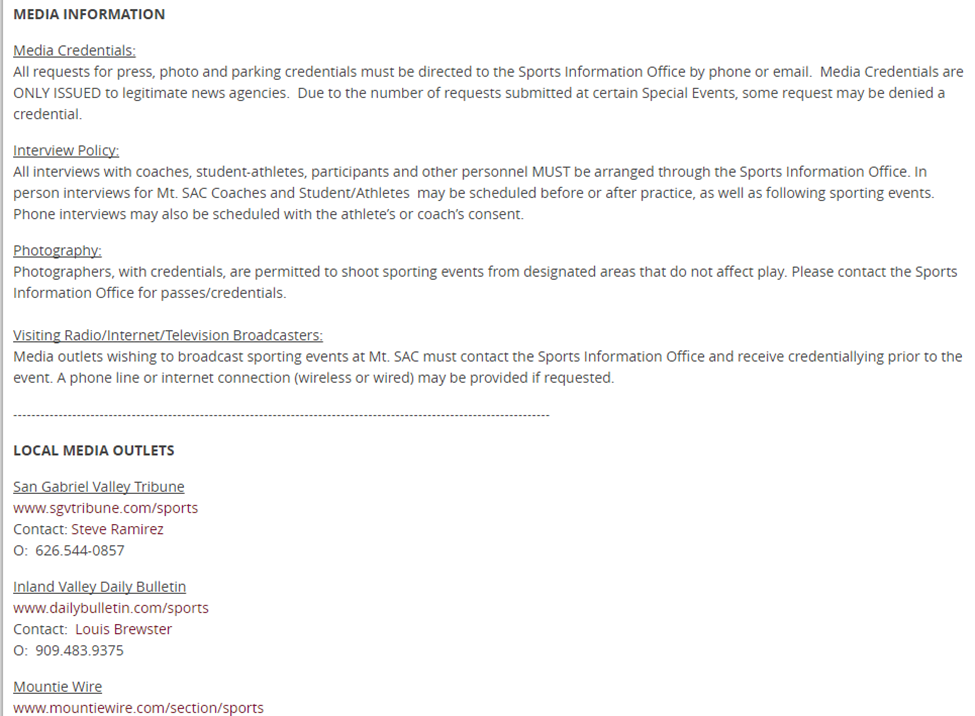 MEDIA INFORMATION
Media Credentials:
All requests for press, photo and parking credentials must be directed to the Sports Information Office by phone or email.  Media Credentials are
ONLY ISSUED to legitimate news agencies.  Due to the number of requests submitted at certain Special Events, some request may be denied a
credential.
Interview Policy:
All interviews with coaches, student-athletes, participants and other personnel MUST be arranged through the Sports Information Office. In
person interviews for Mt. SAC Coaches and Student/Athletes  may be scheduled before or after practice, as well as following sporting events.
Phone interviews may also be scheduled with the athlete’s or coach’s consent.
Photography:
Photographers, with credentials, are permitted to shoot sporting events from designated areas that do not affect play. Please contact the Sports
Information Office for passes/credentials.
Visiting Radio/Internet/Television Broadcasters:
Media outlets wishing to broadcast sporting events at Mt. SAC must contact the Sports Information Office and receive credentiallying prior to the
event. A phone line or internet connection (wireless or wired) may be provided if requested.
----------------------------------------------------------------------------------------------------------------------
LOCAL MEDIA OUTLETS
San Gabriel Valley Tribune
www.sgvtribune.com/sports
Contact: Steve Ramirez
O:  626.544-0857
Inland Valley Daily Bulletin
www.dailybulletin.com/sports
Contact:  Louis Brewster
O:  909.483.9375
Mountie Wire
www.mountiewire.com/section/sports